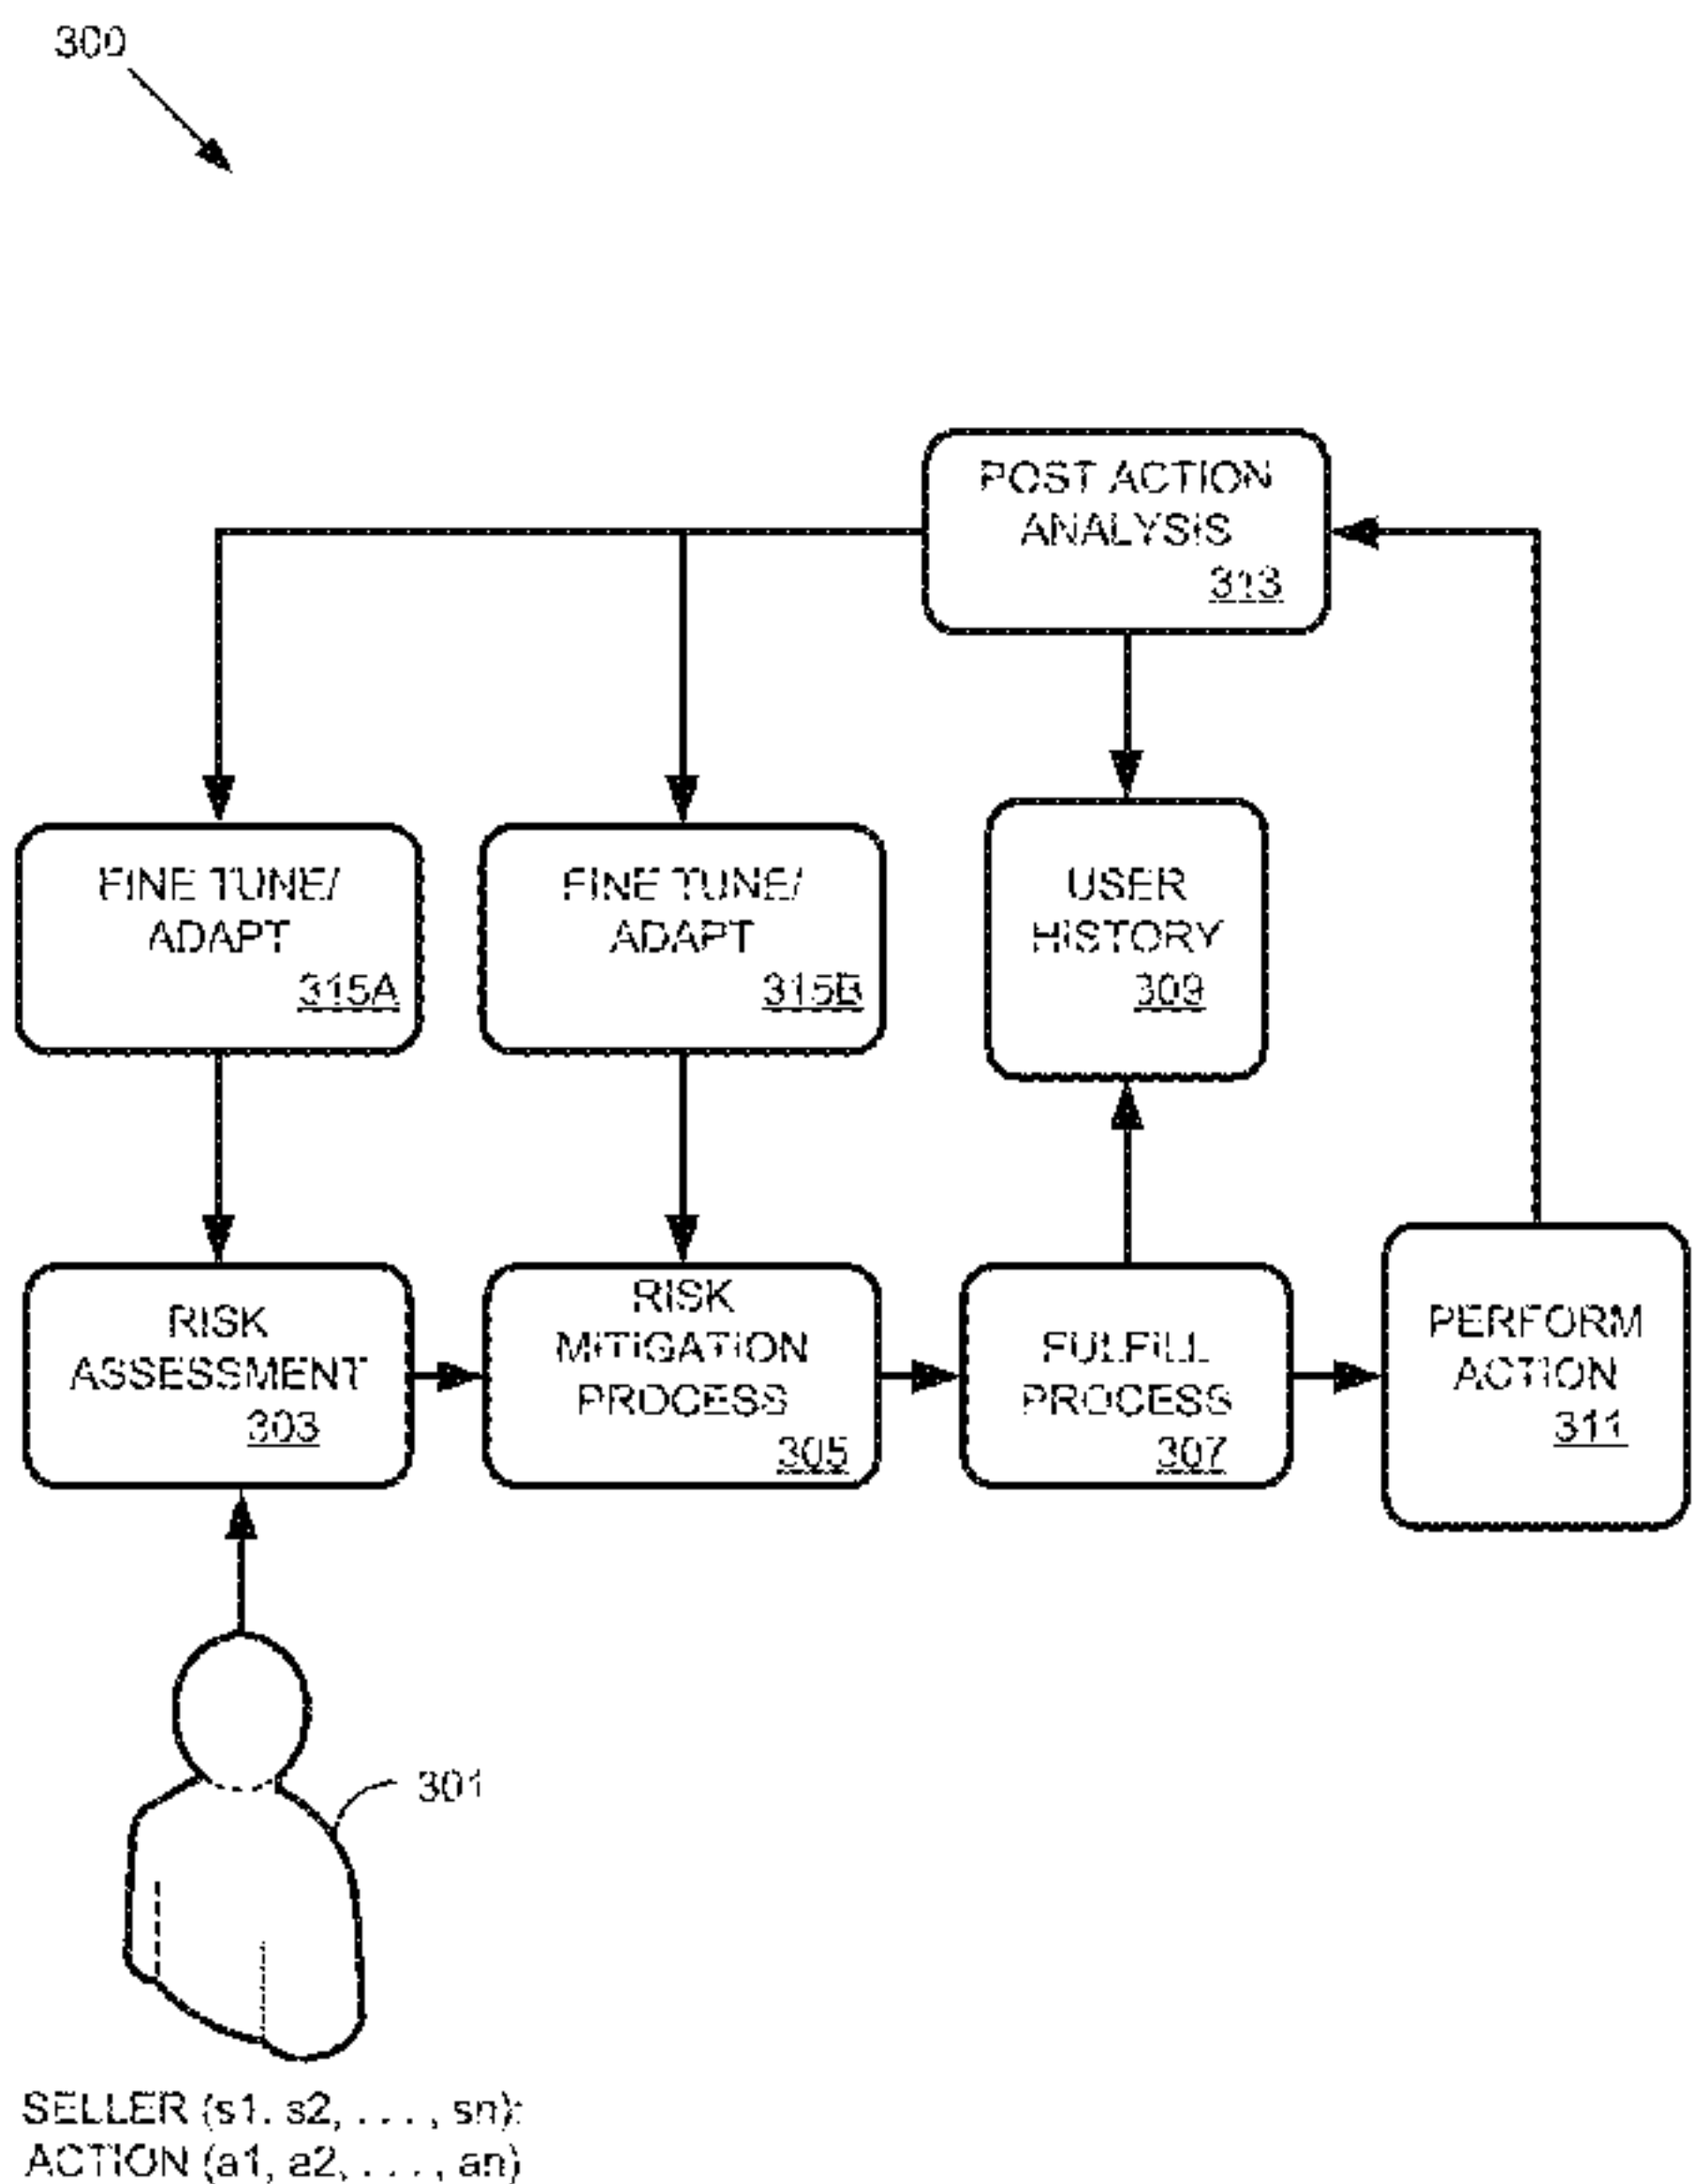 300
POST ACTION
ANALYSIS
313
FINE TUNE/
ADAPT
315A
FINE TUNE/
ADAPT
315B
USER
HISTORY
309
RISK
ASSESSMENT
303
RISK
MITIGATION
PROCESS
305
FULFILL
PROCESS
307
PERFORM
ACTION
311
301
SELLER (s1, s2, . . . , sn);
ACTION (a1, a2, . . . , an)